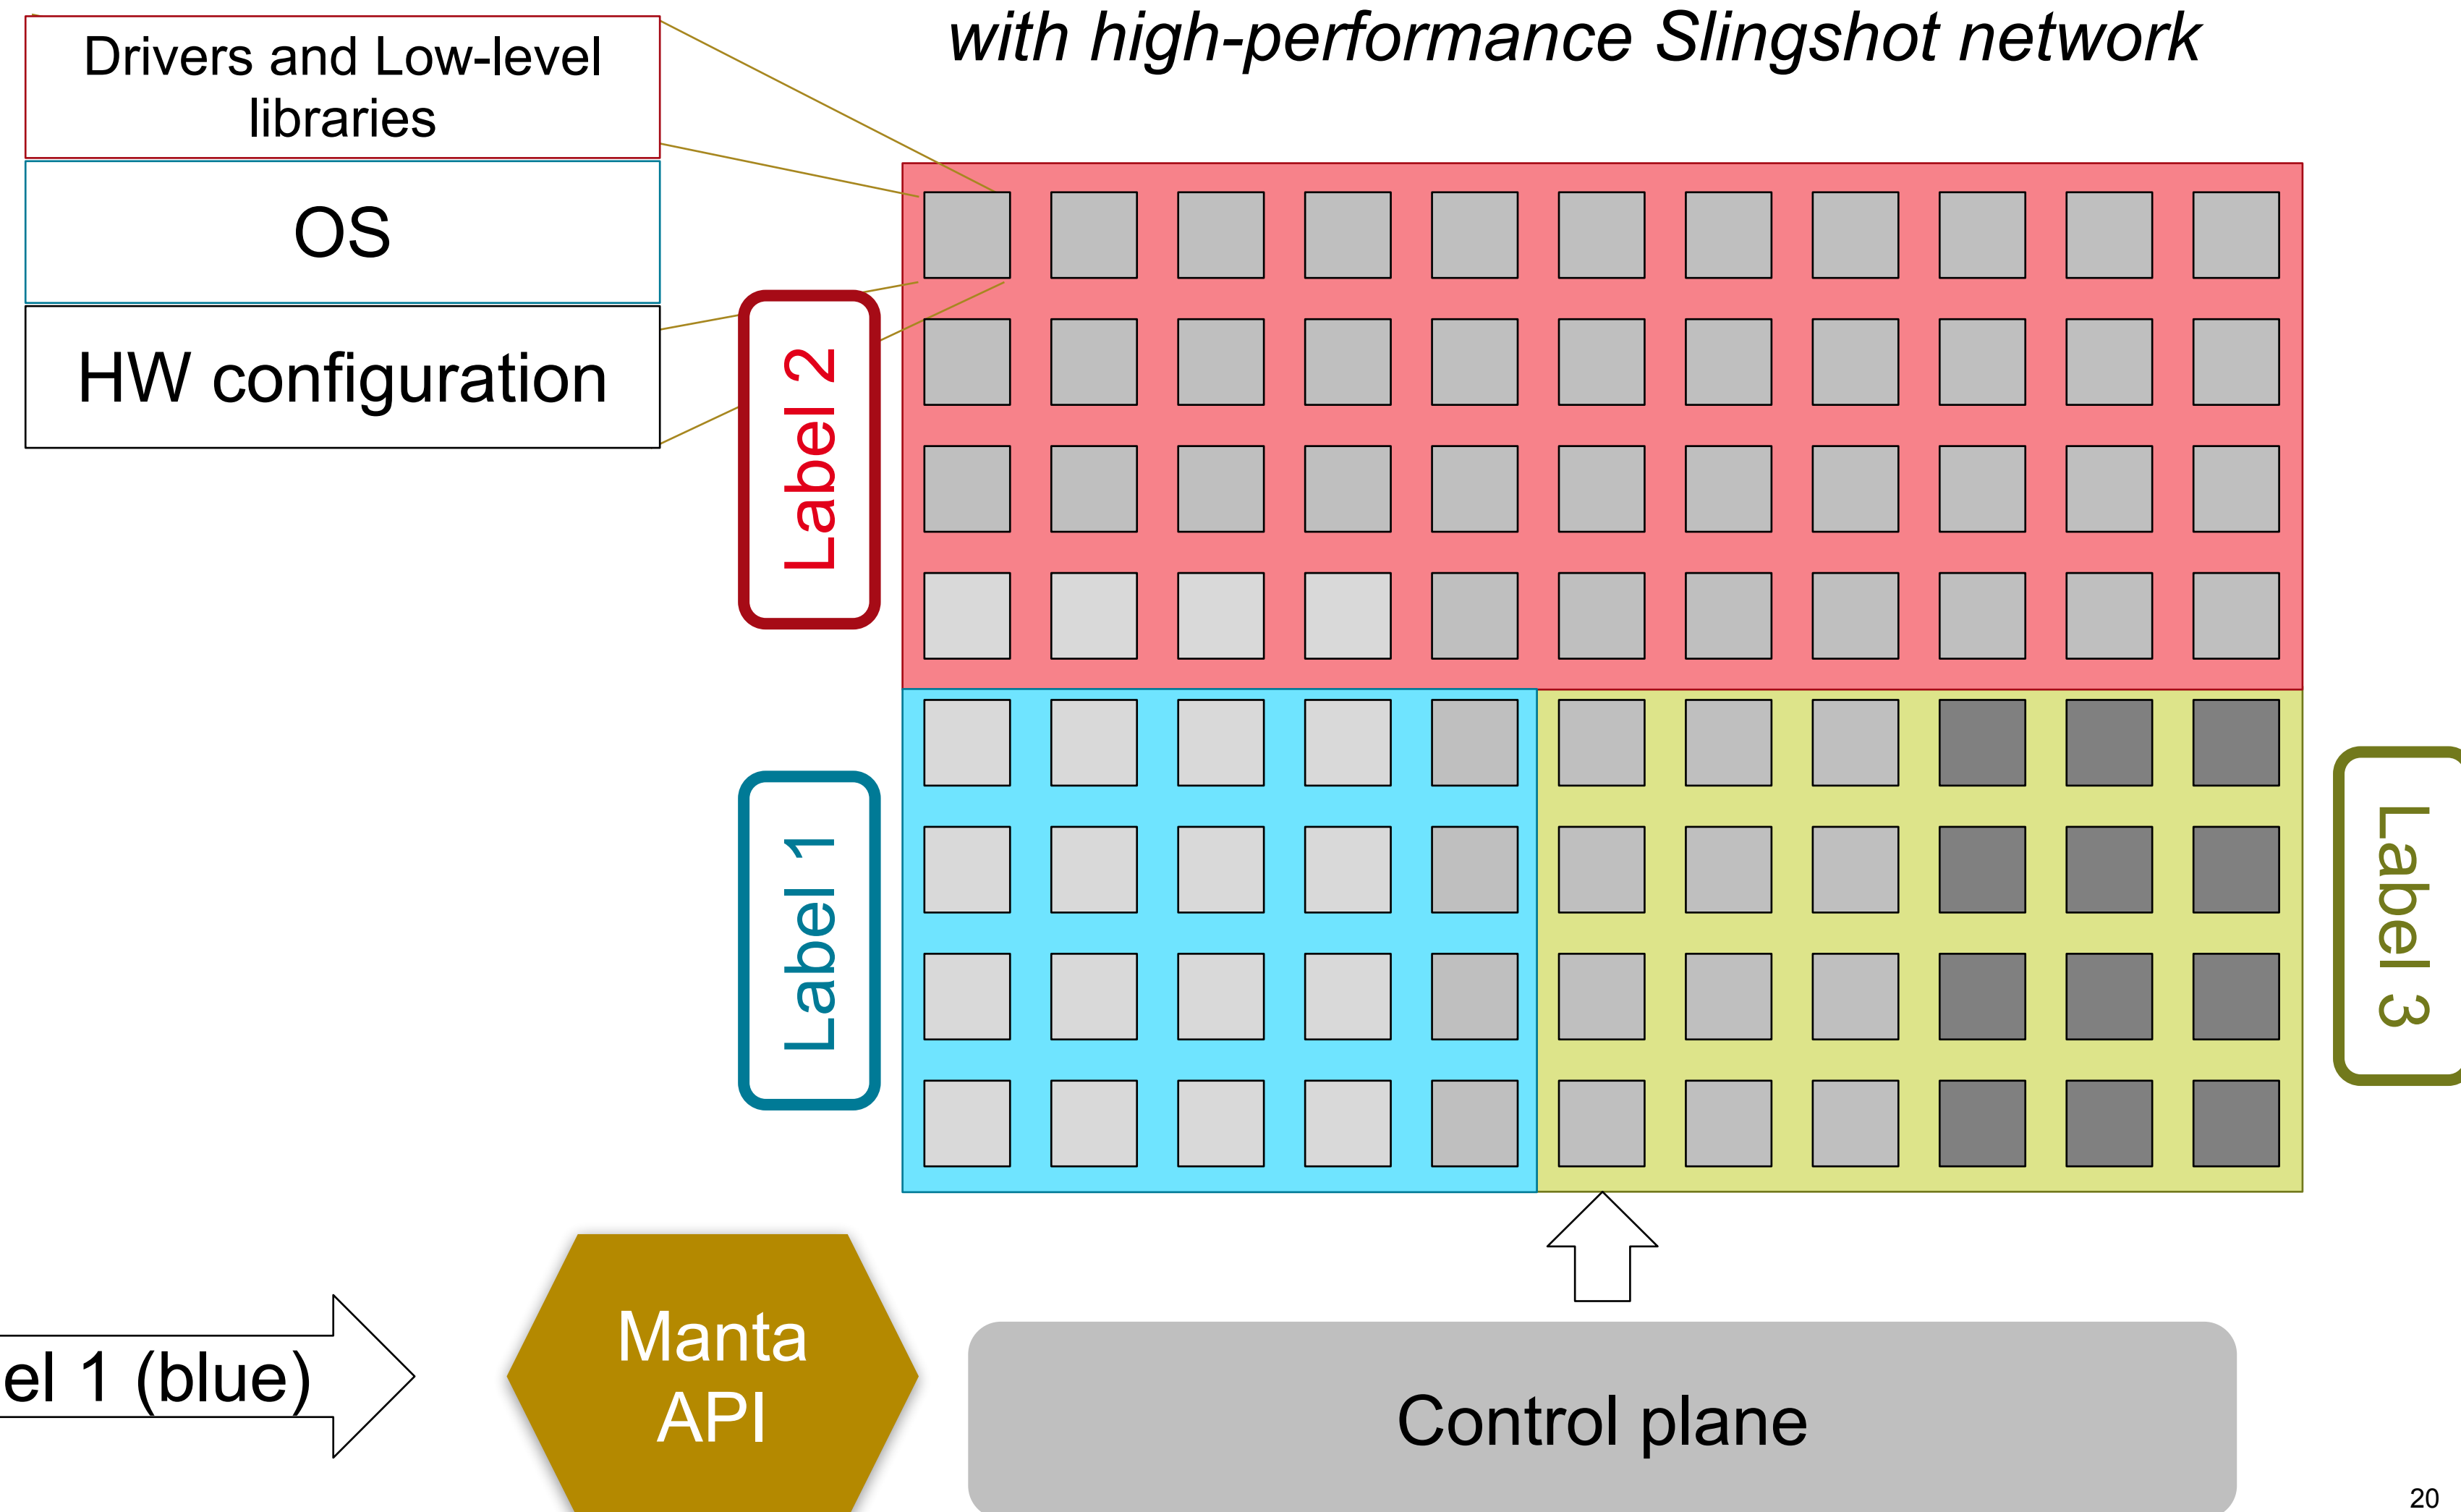 with high-performance Slingshot network
Drivers and Low-level
libraries
OS
HW configuration
Label 2
Label 1
Label 3
el 1 (blue)
Manta
API
Control plane
20